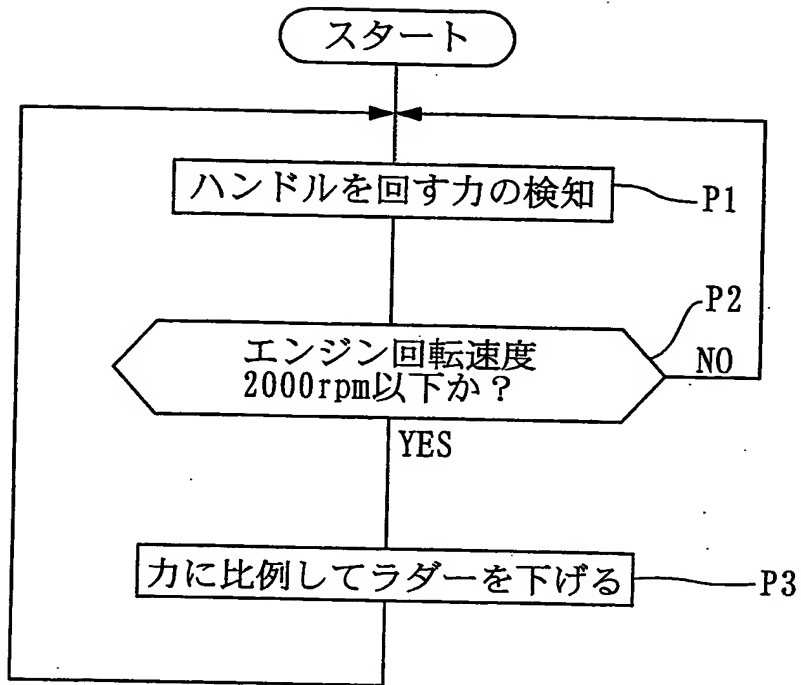 スタート
ハンドルを回す力の検知
P1
P2
エンジン回転速度
2000rpm以下か？
NO
YES
力に比例してラダーを下げる
P3